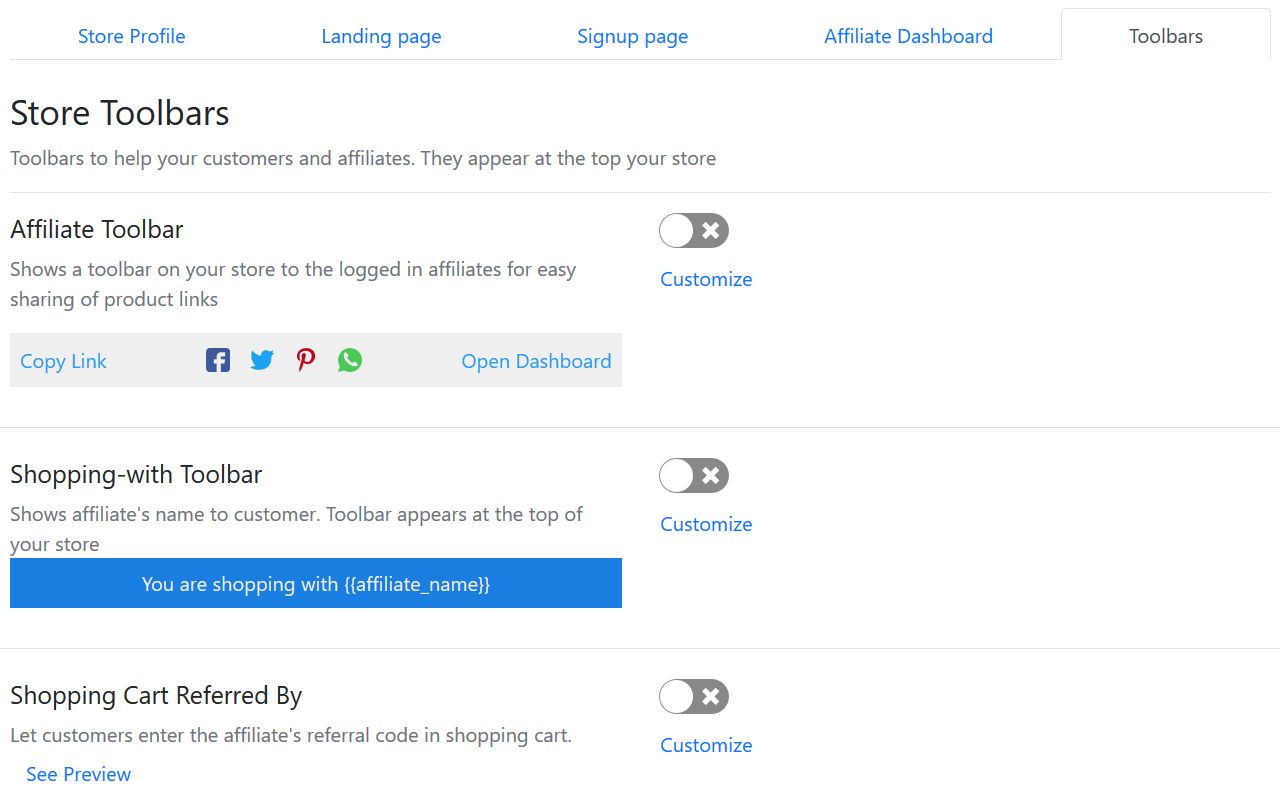 Store Profile
Landing page
Signup page
Affiliate Dashboard
Toolbars
Store Toolbars
Toolbars to help your customers and affiliates. They appear at the top your store
Affiliate Toolbar
Shows a toolbar on your store to the logged in affiliates for easy
sharing of product links
Customize
Copy Link
Open Dashboard
Shopping-with Toolbar
Shows affiliate's name to customer. Toolbar appears at the top of
your store
Customize
You are shopping with {{affiliate_name}}
Shopping Cart Referred By
Let customers enter the affiliate's referral code in shopping cart.
Customize
See Preview